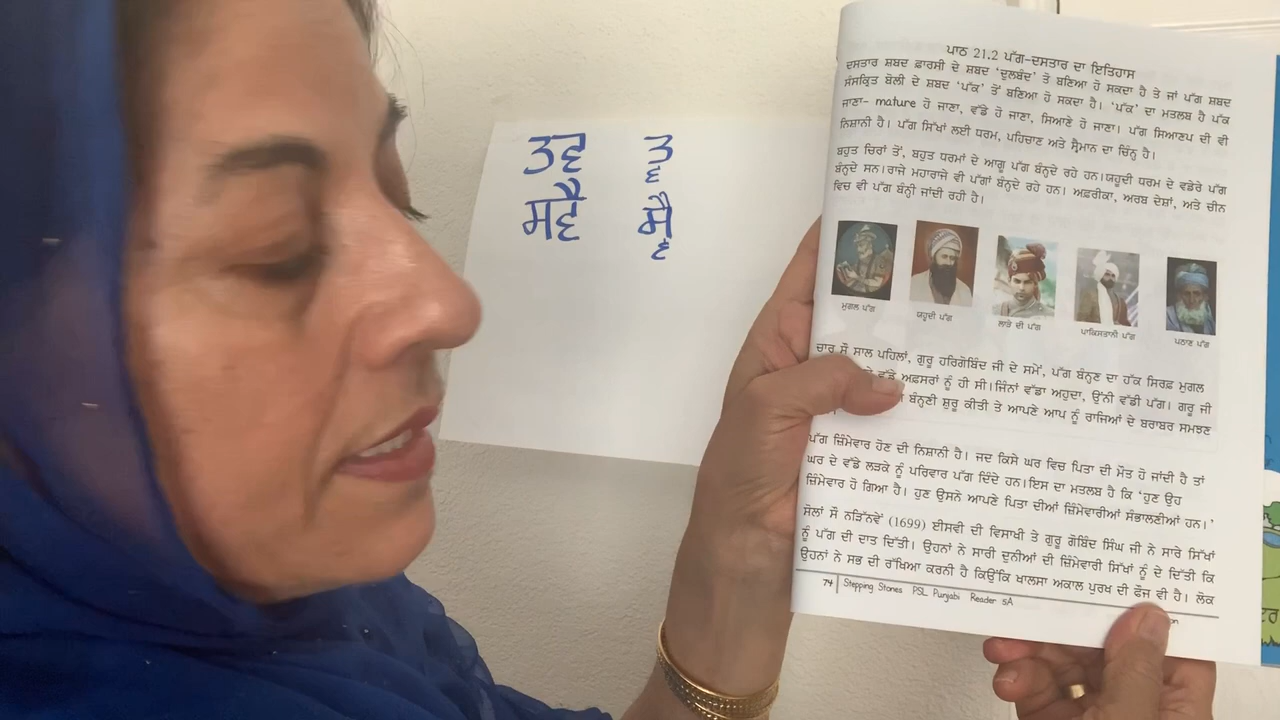 ਤਵ ਤ੍ਵ
ਸਵੈ ਸ੍ਵੈ
ਪਾਠ 21.2 ਪੱਗ-ਦਸਤਾਰ ਦਾ ਇਤਿਹਾਸ
ਦਸਤਾਰ ਸ਼ਬਦ ਫ਼ਾਰਸੀ ਦੇ ਸ਼ਬਦ ‘ਦੁਲਬੰਦ’ ਤੇ ਬਣਿਆ ਹੋ ਸਕਦਾ ਹੈ ਤੇ ਜਾਂ ਪੱਗ ਸ਼ਬਦ
ਸੰਸਕ੍ਰਿਤ ਬੋਲੀ ਦੇ ਸ਼ਬਦ ‘ਪੱਕ’ ਤੋਂ ਬਣਿਆ ਹੋ ਸਕਦਾ ਹੈ। ‘ਪੱਕ’ ਦਾ ਮਤਲਬ ਹੈ ਪੱਕ
ਜਾਣਾ- mature ਹੋ ਜਾਣਾ, ਵੱਡੇ ਹੋ ਜਾਣਾ, ਸਿਆਣੇ ਹੋ ਜਾਣਾ। ਪੱਗ ਸਿਆਣਪ ਦੀ ਵੀ
ਨਿਸ਼ਾਨੀ ਹੈ। ਪੱਗ ਸਿੱਖਾਂ ਲਈ ਧਰਮ, ਪਹਿਚਾਣ ਅਤੇ ਸ੍ਵੈਮਾਨ ਦਾ ਚਿੰਨ੍ਹ ਹੈ।
ਬਹੁਤ ਚਿਰਾਂ ਤੋਂ, ਬਹੁਤ ਧਰਮਾਂ ਦੇ ਆਗੂ ਪੱਗ ਬੰਨ੍ਹਦੇ ਰਹੇ ਹਨ।ਯਹੂਦੀ ਧਰਮ ਦੇ ਵਡੇਰੇ ਪੱਗ
ਬੰਨ੍ਹਦੇ ਸਨ।ਰਾਜੇ ਮਹਾਰਾਜੇ ਵੀ ਪੱਗਾਂ ਬੰਨ੍ਹਦੇ ਰਹੇ ਹਨ। ਅਫ਼ਰੀਕਾ, ਅਰਬ ਦੇਸ਼ਾਂ, ਅਤੇ ਚੀਨ
ਵਿਚ ਵੀ ਪੱਗ ਬੰਨ੍ਹੀ ਜਾਂਦੀ ਰਹੀ ਹੈ।
ਮੁਗਲ ਪੱਗ ਯਹੂਦੀ ਪੱਗ ਲਾੜੇ ਦੀ ਪੱਗ ਪਾਕਿਸਤਾਨੀ ਪੱਗ ਪਠਾਣ ਪੱਗ
ਚਾਰ ਸੌ ਸਾਲ ਪਹਿਲਾਂ, ਗੁਰੂ ਹਰਿਗੋਬਿੰਦ ਜੀ ਦੇ ਸਮੇਂ, ਪੱਗ ਬੰਨ੍ਹਣ ਦਾ ਹੱਕ ਸਿਰਫ਼ ਮੁਗਲ
ਵੱਡੇ ਅਫ਼ਸਰਾਂ ਨੂੰ ਹੀ ਸੀ।ਜਿੰਨਾਂ ਵੱਡਾ ਅਹੁਦਾ, ਉੱਨੀ ਵੱਡੀ ਪੱਗ। ਗੁਰੂ ਜੀ
ਬੰਨ੍ਹਣੀ ਸ਼ੁਰੂ ਕੀਤੀ ਤੇ ਆਪਣੇ ਆਪ ਨੂੰ ਰਾਜਿਆਂ ਦੇ ਬਰਾਬਰ ਸਮਝਣ
ਪੱਗ ਜ਼ਿੰਮੇਵਾਰ ਹੋਣ ਦੀ ਨਿਸ਼ਾਨੀ ਹੈ। ਜਦ ਕਿਸੇ ਘਰ ਵਿਚ ਪਿਤਾ ਦੀ ਮੌਤ ਹੋ ਜਾਂਦੀ ਹੈ ਤਾਂ
ਘਰ ਦੇ ਵੱਡੇ ਲੜਕੇ ਨੂੰ ਪਰਿਵਾਰ ਪੱਗ ਦਿੰਦੇ ਹਨ।ਇਸ ਦਾ ਮਤਲਬ ਹੈ ਕਿ ‘ਹੁਣ ਉਹ
ਜ਼ਿੰਮੇਵਾਰ ਹੋ ਗਿਆ ਹੈ। ਹੁਣ ਉਸਨੇ ਆਪਣੇ ਪਿਤਾ ਦੀਆਂ ਜ਼ਿੰਮੇਵਾਰੀਆਂ ਸੰਭਾਲਣੀਆਂ ਹਨ।’
ਸੋਲਾਂ ਸੌ ਨੜਿੱਨਵੇਂ (1699) ਈਸਵੀ ਦੀ ਵਿਸਾਖੀ ਤੇ ਗੁਰੂ ਗੋਬਿੰਦ ਸਿੰਘ ਜੀ ਨੇ ਸਾਰੇ ਸਿੱਖਾਂ
ਨੂੰ ਪੱਗ ਦੀ ਦਾਤ ਦਿੱਤੀ। ਉਹਨਾਂ ਨੇ ਸਾਰੀ ਦੁਨੀਆਂ ਦੀ ਜ਼ਿੰਮੇਵਾਰੀ ਸਿੱਖਾਂ ਨੂੰ ਦੇ ਦਿੱਤੀ ਕਿ
ਉਹਨਾਂ ਨੇ ਸਭ ਦੀ ਰੱਖਿਆ ਕਰਨੀ ਹੈ ਕਿਉਂਕਿ ਖਾਲਸਾ ਅਕਾਲ ਪੁਰਖ ਦੀ ਫੌਜ ਵੀ ਹੈ। ਲੋਕ
74 Stepping Stones PSL Punjabi Reader 5A